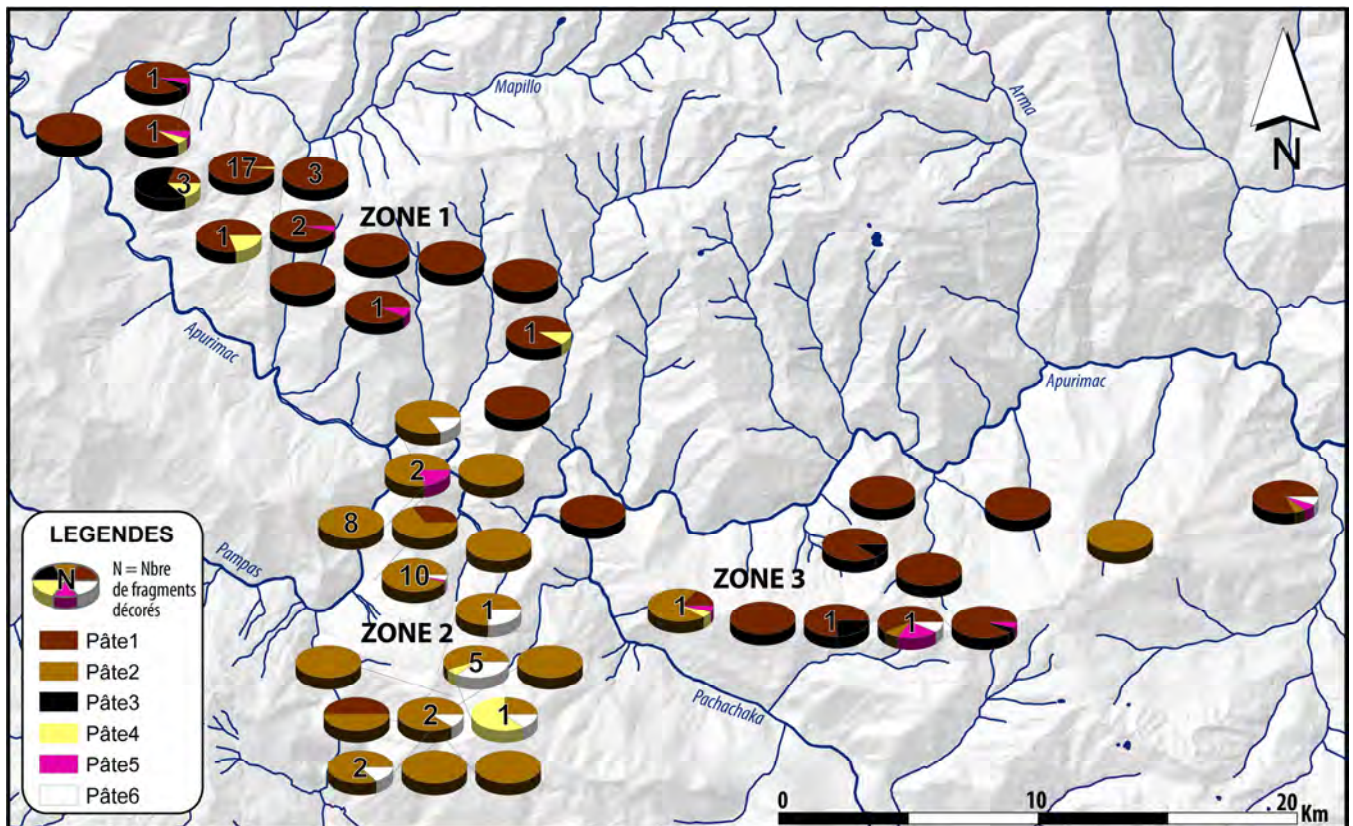 Mapillo
Arma
N
1
1
17
3
3
ZONE 1
1
2
1
1
Apurimac
Apurimac
2
8
10
1
ZONE 2
5
2
1
2
Pampas
ZONE 3
1
1
1
Pachachaka
LEGENDES
N
N = Nbre
de fragments
décorés
Pâte1
Pâte2
Pâte3
Pâte4
Pâte5
Pâte6
0 10 20 Km